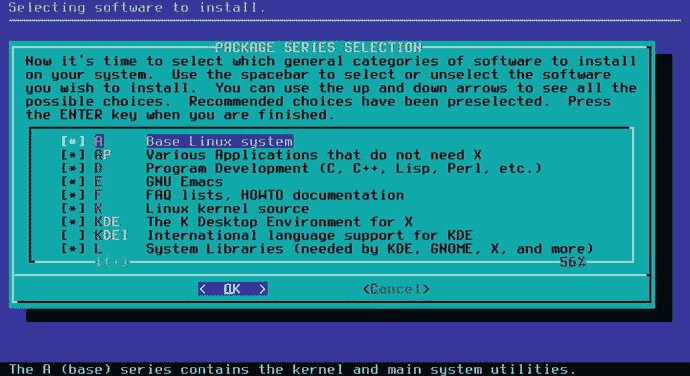 Selecting software to install.
PACKAGE SERIES SELECTION
Now it's time to select which general categories of software to install
on your system.  Use the spacebar to select or unselect the software
you wish to install.  You can use the up and down arrows to see all the
possible choices.  Recommended choices have been preselected.  Press
the ENTER key when you are finished.
[*] A     Base Linux system
[*] AP    Various Applications that do not need X
[*] D     Program Development (C, C++, Lisp, Perl, etc.)
[*] E     GNU Emacs
[*] F     FAQ lists, HOWTO documentation
[*] K     Linux kernel source
[*] KDE   The K Desktop Environment for X
[ ] KDEI  International language support for KDE
[*] L     System Libraries (needed by KDE, GNOME, X, and more)
56%
<  OK  >     <Cancel>
The A (base) series contains the kernel and main system utilities.